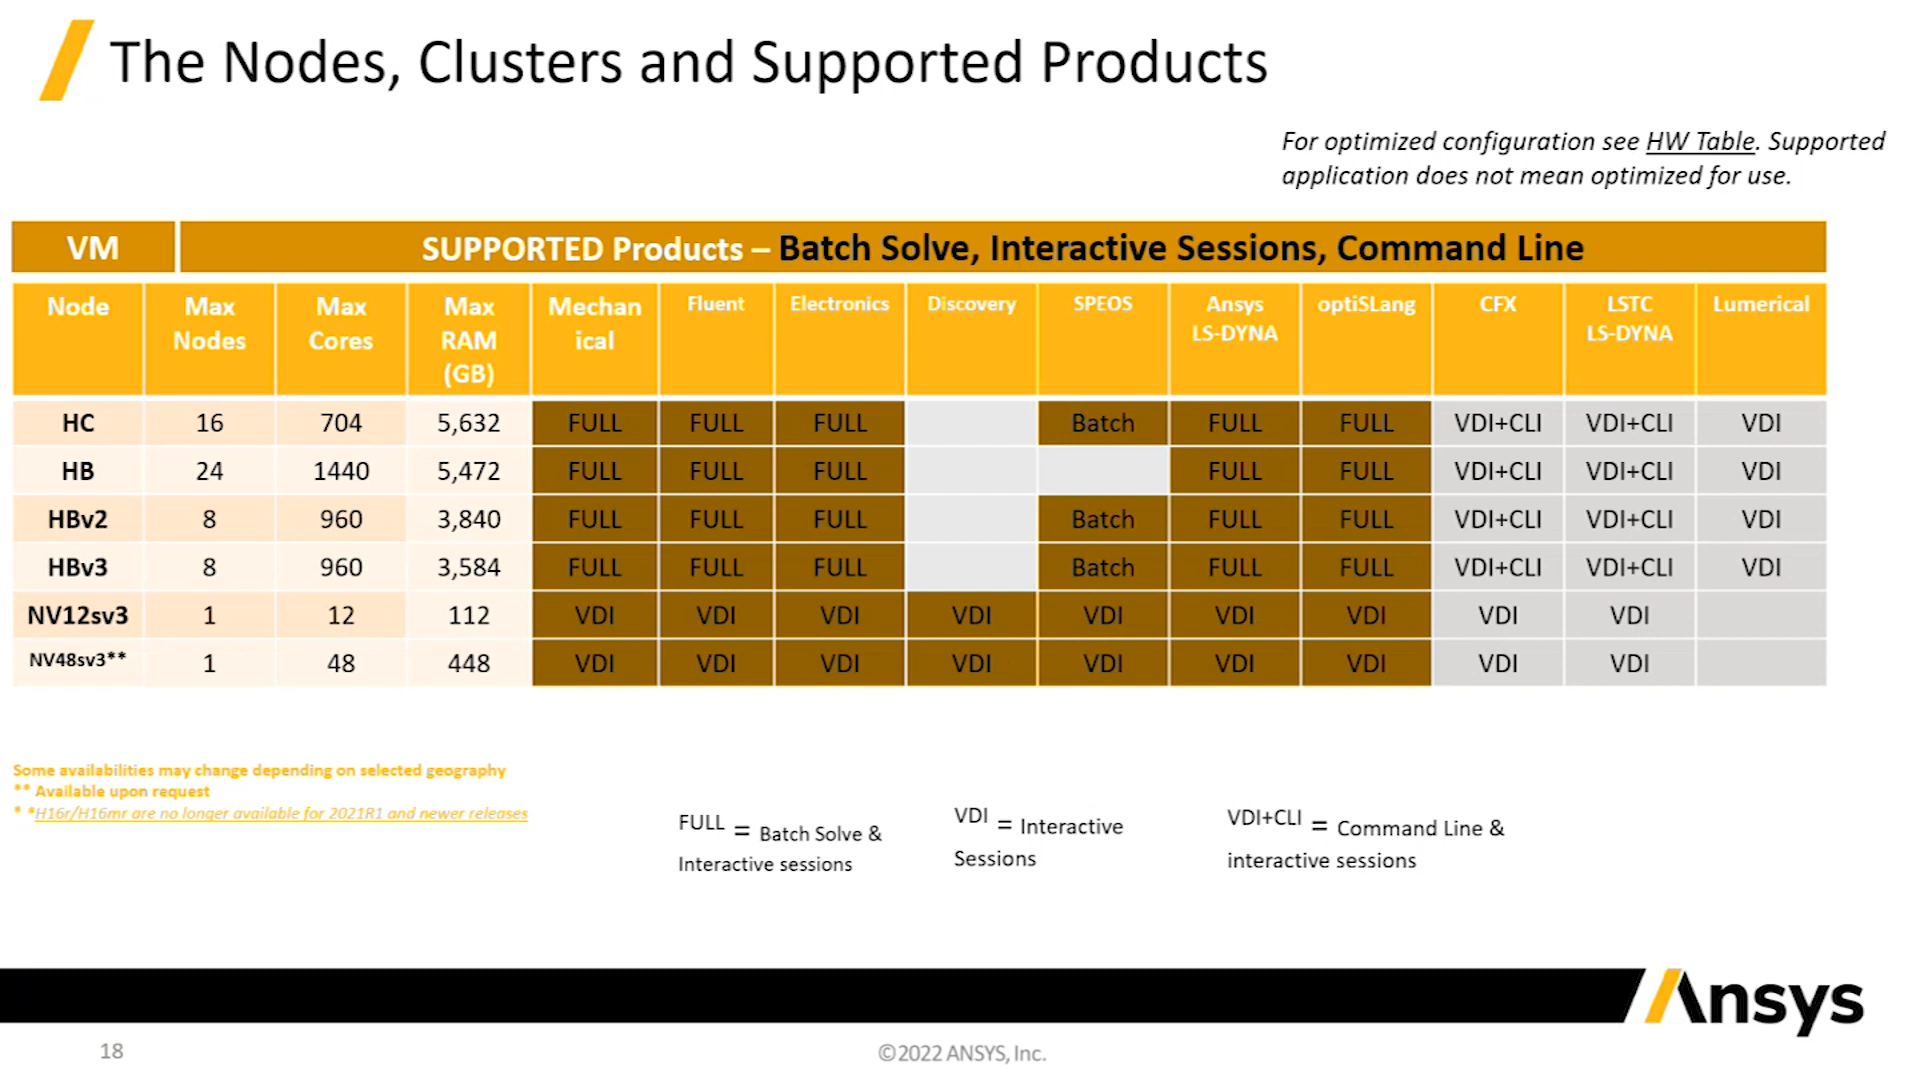 The Nodes, Clusters and Supported Products
For optimized configuration see HW Table. Supported
application does not mean optimized for use.
VM SUPPORTED Products – Batch Solve, Interactive Sessions, Command Line
Node Max Nodes Max Cores Max RAM (GB) Mechan ical Fluent Electronics Discovery SPEOS Ansys LS-DYNA optiSLang CFX LSTC LS-DYNA Lumerical
HC 16 704 5,632 FULL FULL FULL Batch FULL FULL VDI+CLI VDI+CLI VDI
HB 24 1440 5,472 FULL FULL FULL FULL FULL VDI+CLI VDI+CLI VDI
HBv2 8 960 3,840 FULL FULL FULL Batch FULL FULL VDI+CLI VDI+CLI VDI
HBv3 8 960 3,584 FULL FULL FULL Batch FULL FULL VDI+CLI VDI+CLI VDI
NV12sv3 1 12 112 VDI VDI VDI VDI VDI VDI VDI VDI VDI
NV48sv3** 1 48 448 VDI VDI VDI VDI VDI VDI VDI VDI VDI
Some availabilities may change depending on selected geography
** Available upon request
* *H16r/H16mr are no longer available for 2021R1 and newer releases
FULL = Batch Solve &
Interactive sessions
VDI = Interactive
Sessions
VDI+CLI = Command Line &
interactive sessions
Ansys
18
©2022 ANSYS, Inc.